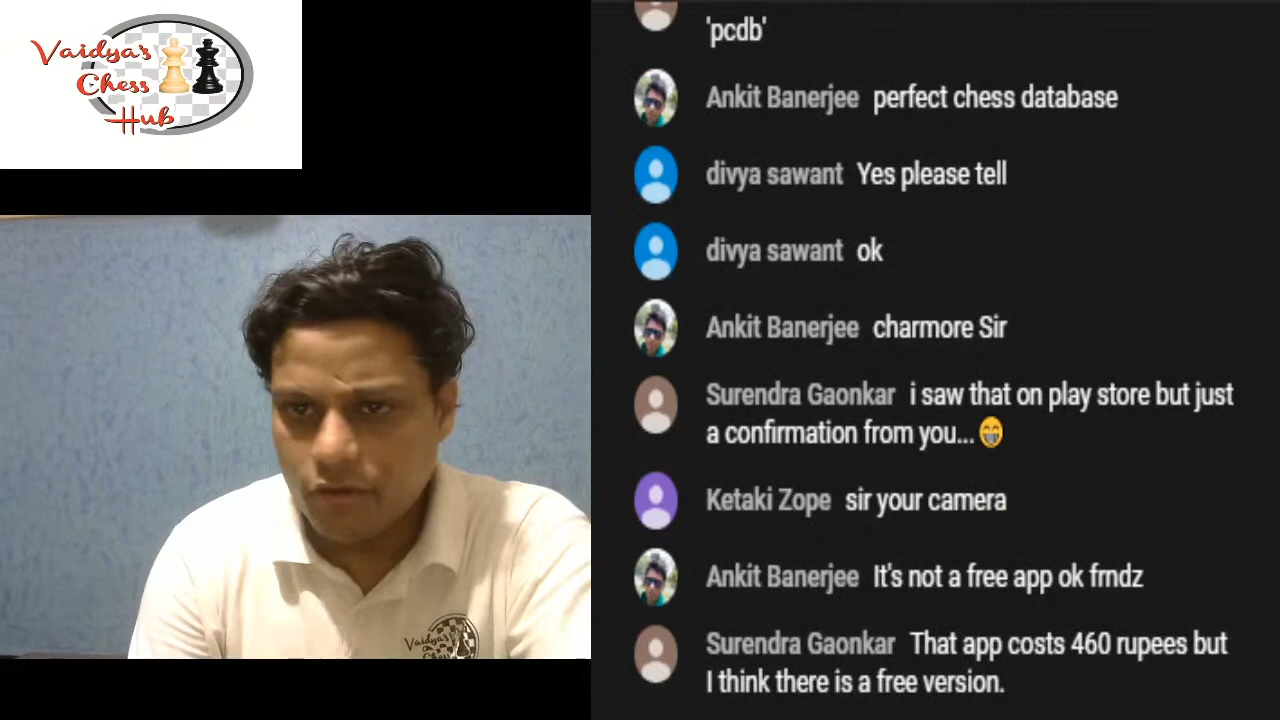 Vaidya's
Chess
Hub
'pcdb'
Ankit Banerjee perfect chess database
divya sawant Yes please tell
divya sawant ok
Ankit Banerjee charmore Sir
Surendra Gaonkar i saw that on play store but just
a confirmation from you...😁
Ketaki Zope sir your camera
Ankit Banerjee It's not a free app ok frndz
Surendra Gaonkar That app costs 460 rupees but
I think there is a free version.
Vaidya's
Chess